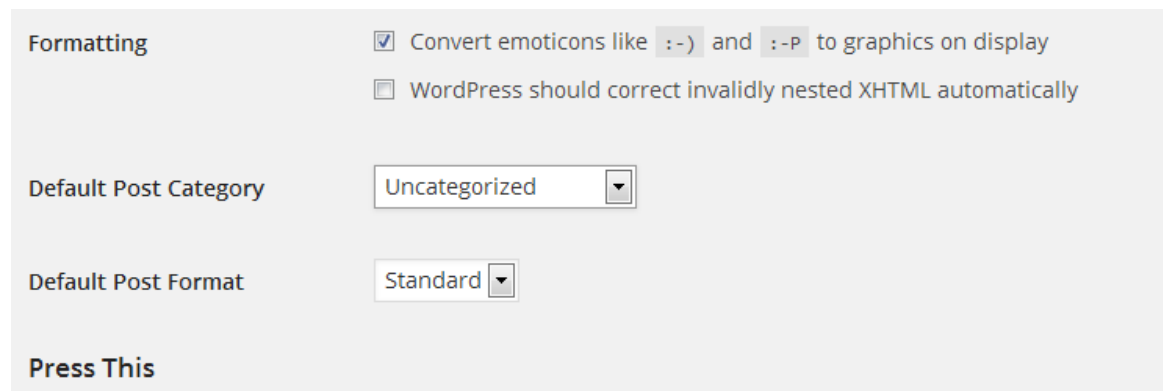 Formatting
Convert emoticons like :-) and :-P to graphics on display
WordPress should correct invalidly nested XHTML automatically
Default Post Category
Uncategorized
Default Post Format
Standard
Press This